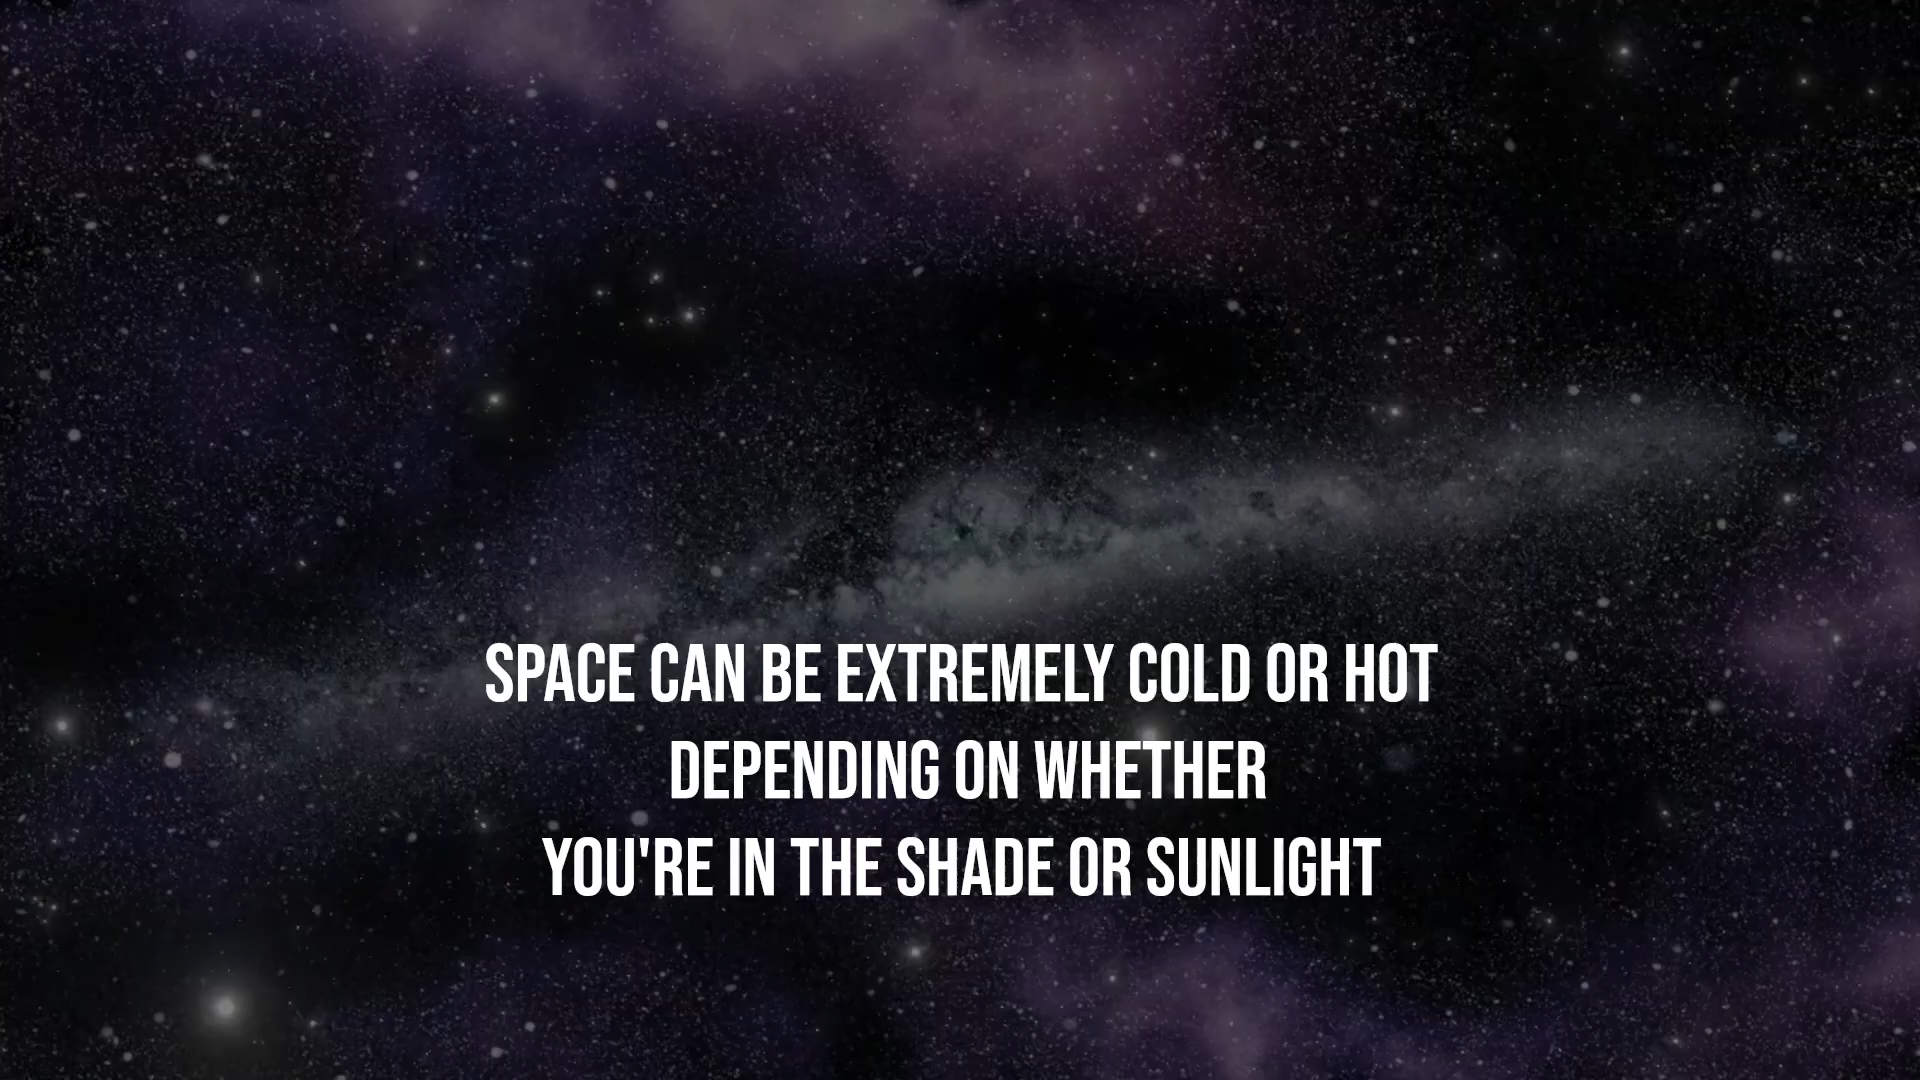 SPACE CAN BE EXTREMELY COLD OR HOT
DEPENDING ON WHETHER
YOU'RE IN THE SHADE OR SUNLIGHT